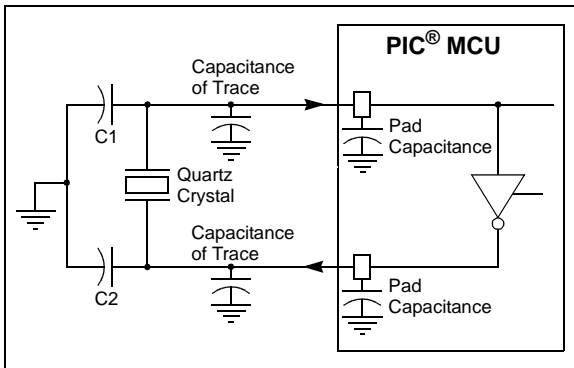 PIC® MCU
Capacitance
of Trace
C1
Pad
Capacitance
Quartz
Crystal
Capacitance
of Trace
C2
Pad
Capacitance